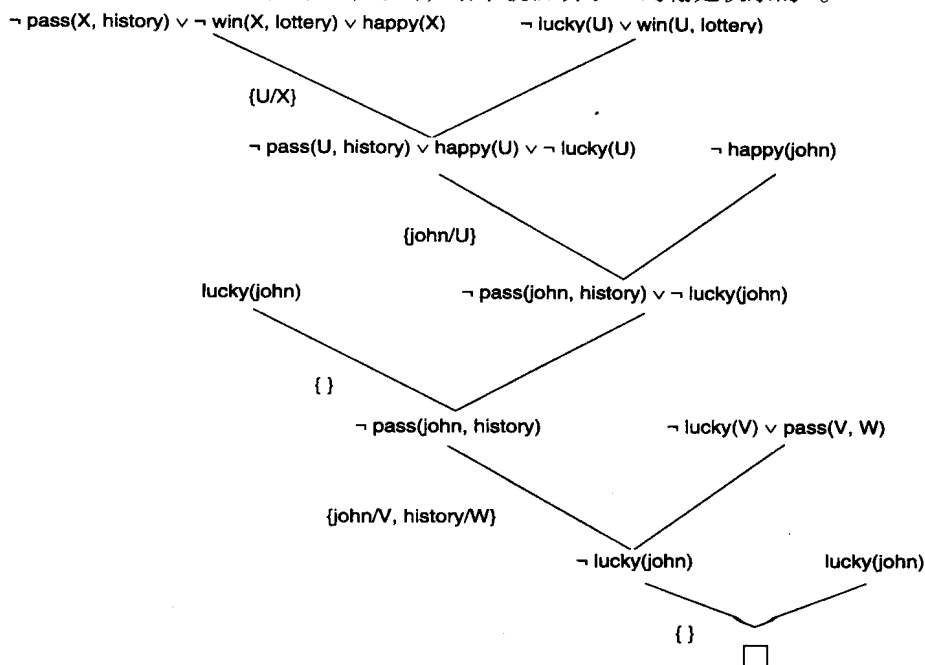 ¬ pass(X, history) ∨ ¬ win(X, lottery) ∨ happy(X) ¬ lucky(U) ∨ win(U, lottery)
{U/X}
¬ pass(U, history) ∨ happy(U) ∨ ¬ lucky(U) ¬ happy(john)
{john/U}
lucky(john) ¬ pass(john, history) ∨ ¬ lucky(john)
{ }
¬ pass(john, history) ¬ lucky(V) ∨ pass(V, W)
{john/V, history/W}
¬ lucky(john) lucky(john)
{ }